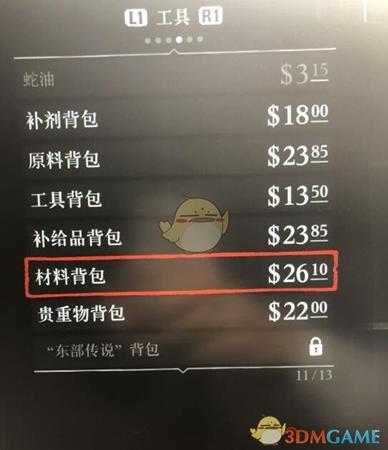 L1 工具 R1
蛇油 $3.15
补剂背包 $18.00
原料背包 $23.85
工具背包 $13.50
补给品背包 $23.85
材料背包 $26.10
贵重物背包 $22.00
“东部传说”背包
11/13
3DMGAME